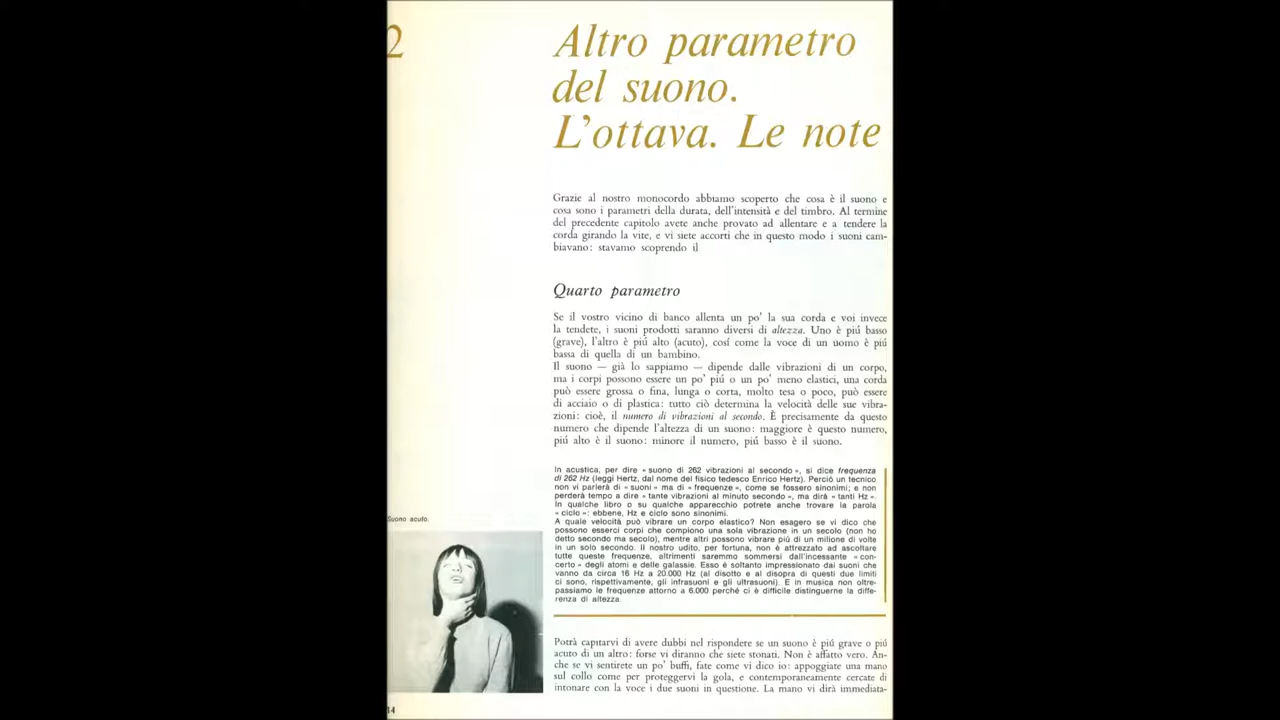 2
Altro parametro
del suono.
L'ottava. Le note
Grazie al nostro monocordo abbiamo scoperto che cosa è il suono e
cosa sono i parametri della durata, dell'intensità e del timbro. Al termine
del precedente capitolo avete anche provato ad allentare e a tendere la
corda girando la vite, e vi siete accorti che in questo modo i suoni cam-
biavano: stavamo scoprendo il
Quarto parametro
Se il vostro vicino di banco allenta un po' la sua corda e voi invece
la tendete, i suoni prodotti saranno diversi di altezza. Uno è piú basso
(grave), l'altro è piú alto (acuto), cosí come la voce di un uomo è piú
bassa di quella di un bambino.
Il suono — già lo sappiamo — dipende dalle vibrazioni di un corpo,
ma i corpi possono essere un po' piú o un po' meno elastici, una corda
può essere grossa o fina, lunga o corta, molto tesa o poco, può essere
di acciaio o di plastica: tutto ciò determina la velocità delle sue vibra-
zioni: cioè, il numero di vibrazioni al secondo. È precisamente da questo
numero che dipende l'altezza di un suono: maggiore è questo numero,
piú alto è il suono: minore il numero, piú basso è il suono.
In acustica, per dire « suono di 262 vibrazioni al secondo », si dice frequenza
di 262 Hz (leggi Hertz, dal nome del fisico tedesco Enrico Hertz). Perciò un tecnico
non vi parlerà di « suoni » ma di « frequenze », come se fossero sinonimi; e non
perderà tempo a dire « tante vibrazioni al minuto secondo », ma dirà « tanti Hz ».
In qualche libro o su qualche apparecchio potrete anche trovare la parola
« ciclo »: ebbene, Hz e ciclo sono sinonimi.
A quale velocità può vibrare un corpo elastico? Non esagero se vi dico che
possono esserci corpi che compiono una sola vibrazione in un secolo (non ho
detto secondo ma secolo), mentre altri possono vibrare piú di un milione di volte
in un solo secondo. Il nostro udito, per fortuna, non è attrezzato ad ascoltare
tutte queste frequenze, altrimenti saremmo sommersi dall'incessante « con-
certo » degli atomi e delle galassie. Esso è soltanto impressionato dai suoni che
vanno da circa 16 Hz a 20.000 Hz (al disotto e al disopra di questi due limiti
ci sono, rispettivamente, gli infrasuoni e gli ultrasuoni). E in musica non oltre-
passiamo le frequenze attorno a 6.000 perché ci è difficile distinguerne la diffe-
renza di altezza.
Suono acuto.
Potrà capitarvi di avere dubbi nel rispondere se un suono è piú grave o piú
acuto di un altro: forse vi diranno che siete stonati. Non è affatto vero. An-
che se vi sentirete un po' buffi, fate come vi dico io: appoggiate una mano
sul collo come per proteggervi la gola, e contemporaneamente cercate di
intonare con la voce i due suoni in questione. La mano vi dirà immediata-
14